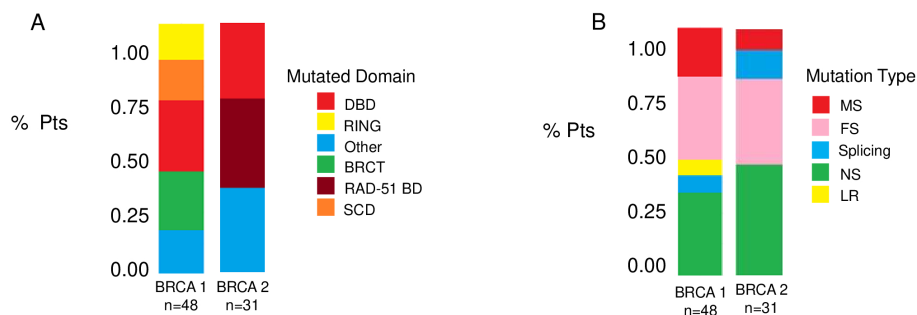 A
1.00
0.75
% Pts
0.50
0.25
0.00
BRCA 1
n=48
BRCA 2
n=31
Mutated Domain
DBD
RING
Other
BRCT
RAD-51 BD
SCD
B
1.00
0.75
% Pts
0.50
0.25
0.00
BRCA 1
n=48
BRCA 2
n=31
Mutation Type
MS
FS
Splicing
NS
LR